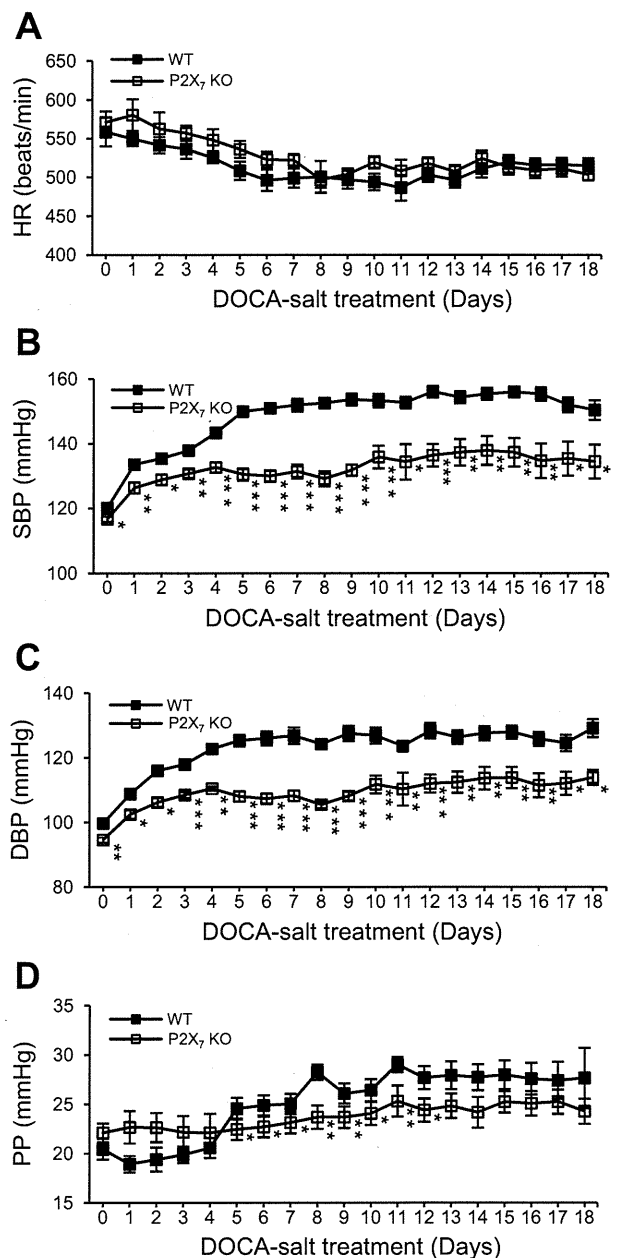 A
650
600
550
500
450
400
HR (beats/min)
WT
P2X7 KO
0 1 2 3 4 5 6 7 8 9 10 11 12 13 14 15 16 17 18
DOCA-salt treatment (Days)
B
160
140
120
100
SBP (mmHg)
WT
P2X7 KO
0 1 2 3 4 5 6 7 8 9 10 11 12 13 14 15 16 17 18
DOCA-salt treatment (Days)
C
140
120
100
80
DBP (mmHg)
WT
P2X7 KO
0 1 2 3 4 5 6 7 8 9 10 11 12 13 14 15 16 17 18
DOCA-salt treatment (Days)
D
35
30
25
20
15
PP (mmHg)
WT
P2X7 KO
0 1 2 3 4 5 6 7 8 9 10 11 12 13 14 15 16 17 18
DOCA-salt treatment (Days)